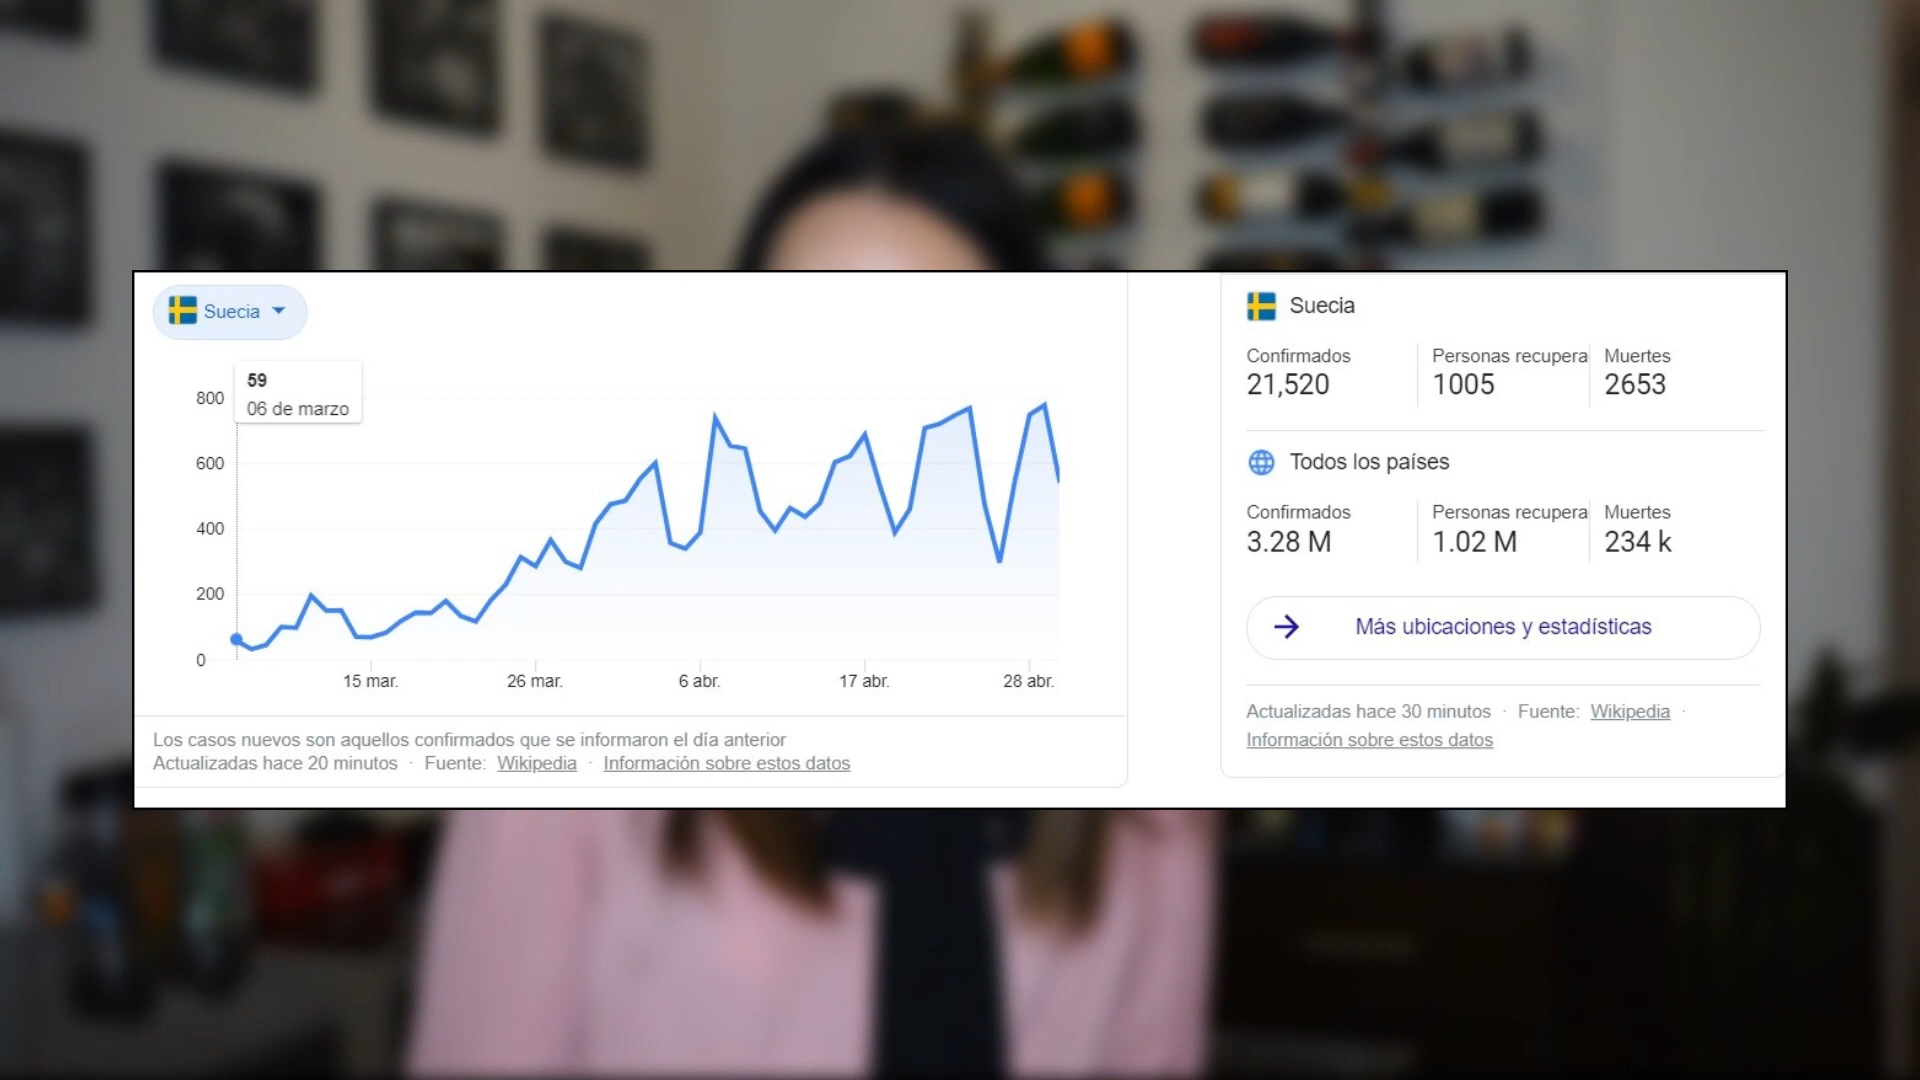 Suecia
59
06 de marzo
800
600
400
200
0
15 mar.
26 mar.
6 abr.
17 abr.
28 abr.
Los casos nuevos son aquellos confirmados que se informaron el día anterior
Actualizadas hace 20 minutos · Fuente: Wikipedia · Información sobre estos datos
Suecia
Confirmados
21,520
Personas recupera
1005
Muertes
2653
Todos los países
Confirmados
3.28 M
Personas recupera
1.02 M
Muertes
234 k
Más ubicaciones y estadísticas
Actualizadas hace 30 minutos · Fuente: Wikipedia ·
Información sobre estos datos